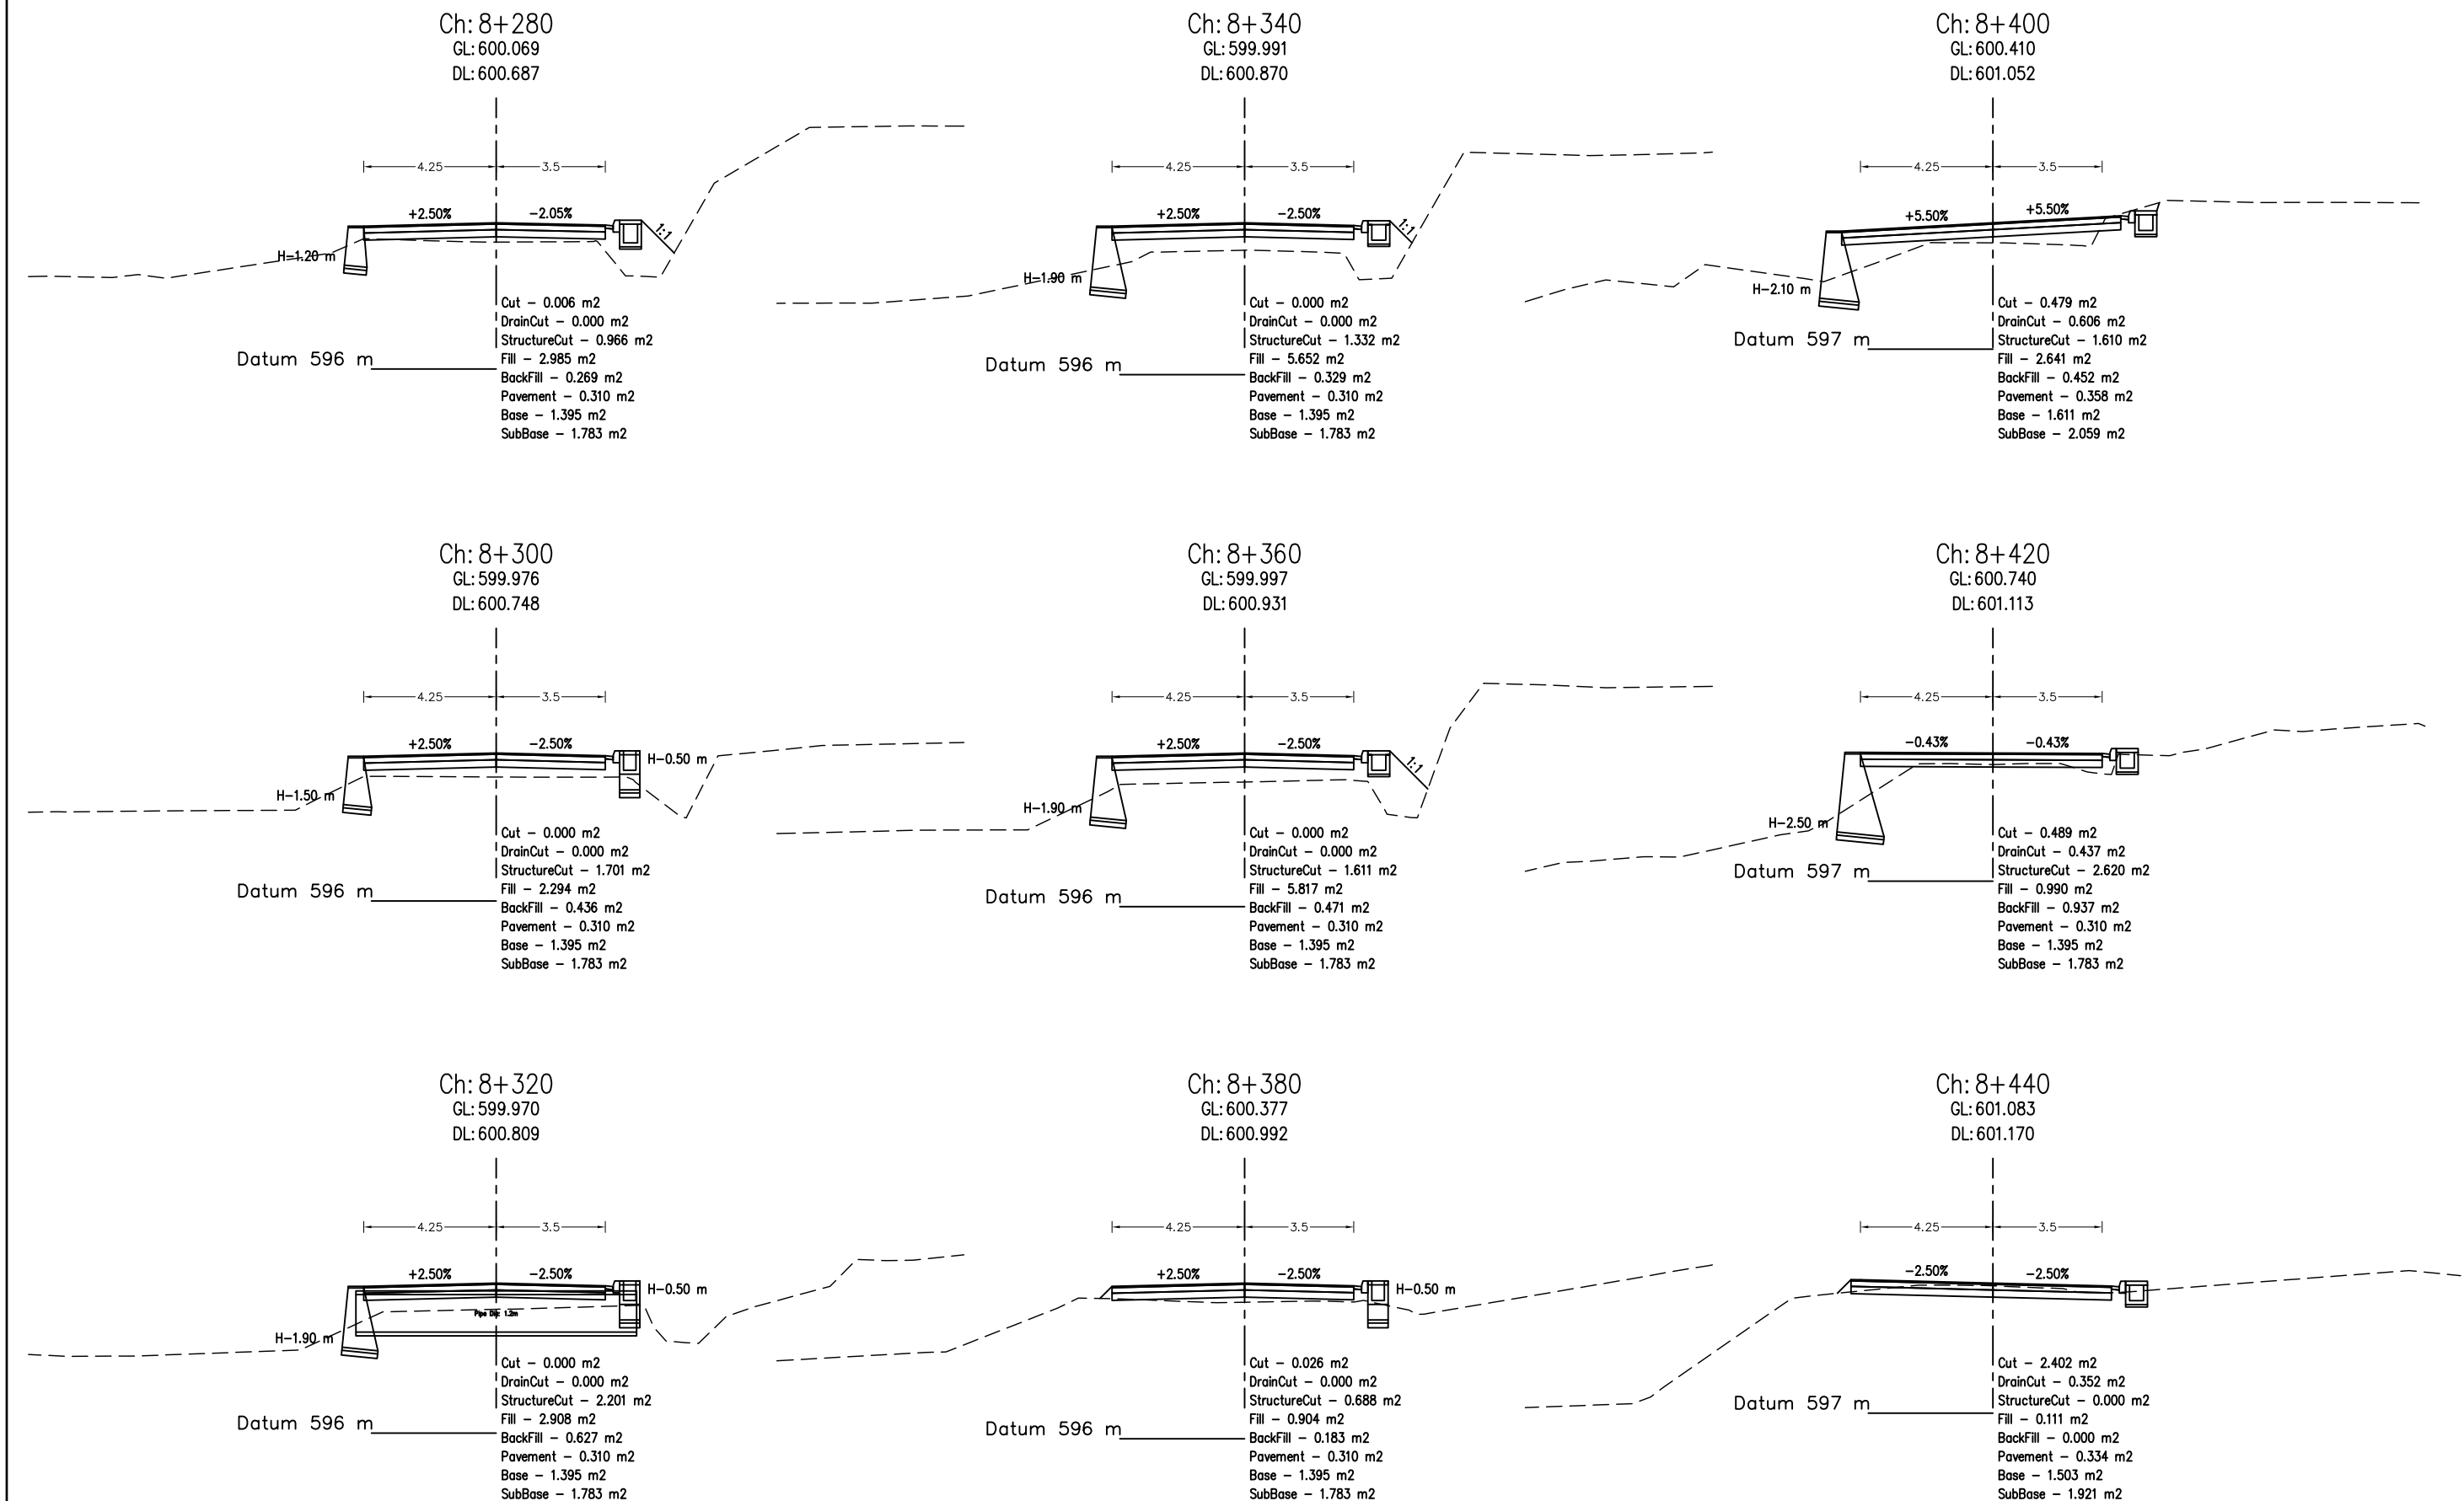 Ch: 8+280
GL: 600.069
DL: 600.687
4.25
3.5
+2.50%
-2.05%
1:1
H-1.20 m
Datum 596 m
Cut - 0.006 m2
DrainCut - 0.000 m2
StructureCut - 0.966 m2
Fill - 2.985 m2
BackFill - 0.269 m2
Pavement - 0.310 m2
Base - 1.395 m2
SubBase - 1.783 m2
Ch: 8+340
GL: 599.991
DL: 600.870
4.25
3.5
+2.50%
-2.50%
1:1
H-1.90 m
Datum 596 m
Cut - 0.000 m2
DrainCut - 0.000 m2
StructureCut - 1.332 m2
Fill - 5.652 m2
BackFill - 0.329 m2
Pavement - 0.310 m2
Base - 1.395 m2
SubBase - 1.783 m2
Ch: 8+400
GL: 600.410
DL: 601.052
4.25
3.5
+5.50%
+5.50%
H-2.10 m
Datum 597 m
Cut - 0.479 m2
DrainCut - 0.606 m2
StructureCut - 1.610 m2
Fill - 2.641 m2
BackFill - 0.452 m2
Pavement - 0.358 m2
Base - 1.611 m2
SubBase - 2.059 m2
Ch: 8+300
GL: 599.976
DL: 600.748
4.25
3.5
+2.50%
-2.50%
H-0.50 m
H-1.50 m
Datum 596 m
Cut - 0.000 m2
DrainCut - 0.000 m2
StructureCut - 1.701 m2
Fill - 2.294 m2
BackFill - 0.436 m2
Pavement - 0.310 m2
Base - 1.395 m2
SubBase - 1.783 m2
Ch: 8+360
GL: 599.997
DL: 600.931
4.25
3.5
+2.50%
-2.50%
1:1
H-1.90 m
Datum 596 m
Cut - 0.000 m2
DrainCut - 0.000 m2
StructureCut - 1.611 m2
Fill - 5.817 m2
BackFill - 0.471 m2
Pavement - 0.310 m2
Base - 1.395 m2
SubBase - 1.783 m2
Ch: 8+420
GL: 600.740
DL: 601.113
4.25
3.5
-0.43%
-0.43%
H-2.50 m
Datum 597 m
Cut - 0.489 m2
DrainCut - 0.437 m2
StructureCut - 2.620 m2
Fill - 0.990 m2
BackFill - 0.937 m2
Pavement - 0.310 m2
Base - 1.395 m2
SubBase - 1.783 m2
Ch: 8+320
GL: 599.970
DL: 600.809
4.25
3.5
+2.50%
-2.50%
H-0.50 m
Pipe Dia: 1.2m
H-1.90 m
Datum 596 m
Cut - 0.000 m2
DrainCut - 0.000 m2
StructureCut - 2.201 m2
Fill - 2.908 m2
BackFill - 0.627 m2
Pavement - 0.310 m2
Base - 1.395 m2
SubBase - 1.783 m2
Ch: 8+380
GL: 600.377
DL: 600.992
4.25
3.5
+2.50%
-2.50%
H-0.50 m
Datum 596 m
Cut - 0.026 m2
DrainCut - 0.000 m2
StructureCut - 0.688 m2
Fill - 0.904 m2
BackFill - 0.183 m2
Pavement - 0.310 m2
Base - 1.395 m2
SubBase - 1.783 m2
Ch: 8+440
GL: 601.083
DL: 601.170
4.25
3.5
-2.50%
-2.50%
Datum 597 m
Cut - 2.402 m2
DrainCut - 0.352 m2
StructureCut - 0.000 m2
Fill - 0.111 m2
BackFill - 0.000 m2
Pavement - 0.334 m2
Base - 1.503 m2
SubBase - 1.921 m2